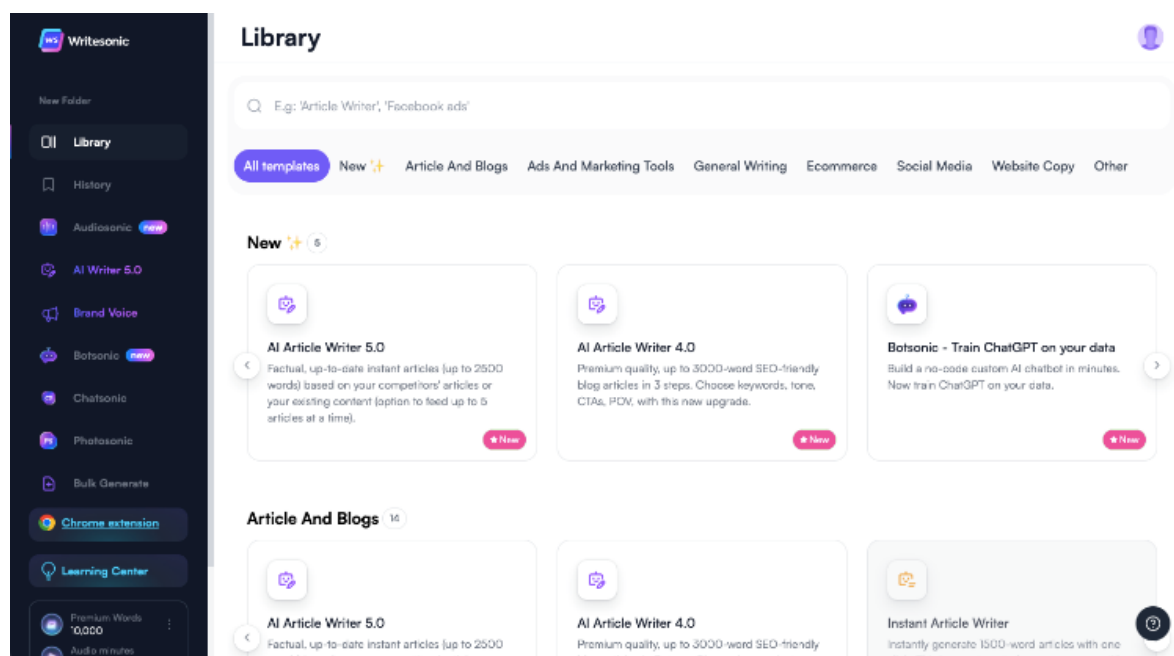 WS Writesonic
New Folder
Library
History
Audiosonic new
AI Writer 5.0
Brand Voice
Botsonic new
Chatsonic
Photosonic
Bulk Generate
Chrome extension
Learning Center
Premium Words
10,000
Audio minutes
Library
E.g: 'Article Writer', 'Facebook ads'
All templates New ✨ Article And Blogs Ads And Marketing Tools General Writing Ecommerce Social Media Website Copy Other
New ✨
AI Article Writer 5.0
Factual, up-to-date instant articles (up to 2500
words) based on your competitors' articles or
your existing content (option to feed up to 5
articles at a time).
New
AI Article Writer 4.0
Premium quality, up to 3000-word SEO-friendly
blog articles in 3 steps. Choose keywords, tone,
CTAs, POV, with this new upgrade.
New
Botsonic - Train ChatGPT on your data
Build a no-code custom AI chatbot in minutes.
Now train ChatGPT on your data.
New
Article And Blogs 14
AI Article Writer 5.0
Factual, up-to-date instant articles (up to 2500
AI Article Writer 4.0
Premium quality, up to 3000-word SEO-friendly
Instant Article Writer
Instantly generate 1500-word articles with one